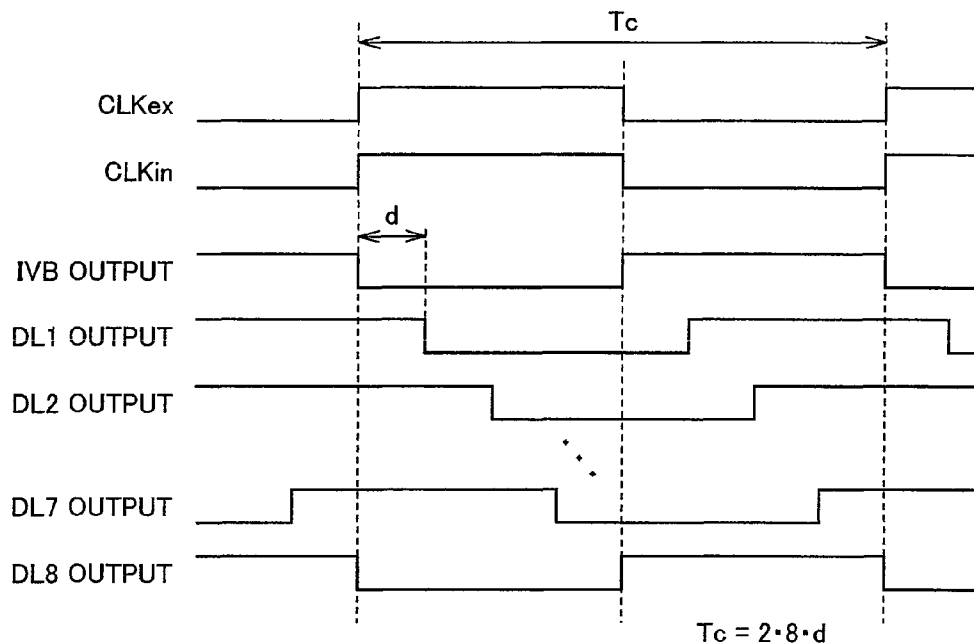 Tc
CLKex
CLKin
d
IVB OUTPUT
DL1 OUTPUT
DL2 OUTPUT
DL7 OUTPUT
DL8 OUTPUT
Tc = 2・8・d